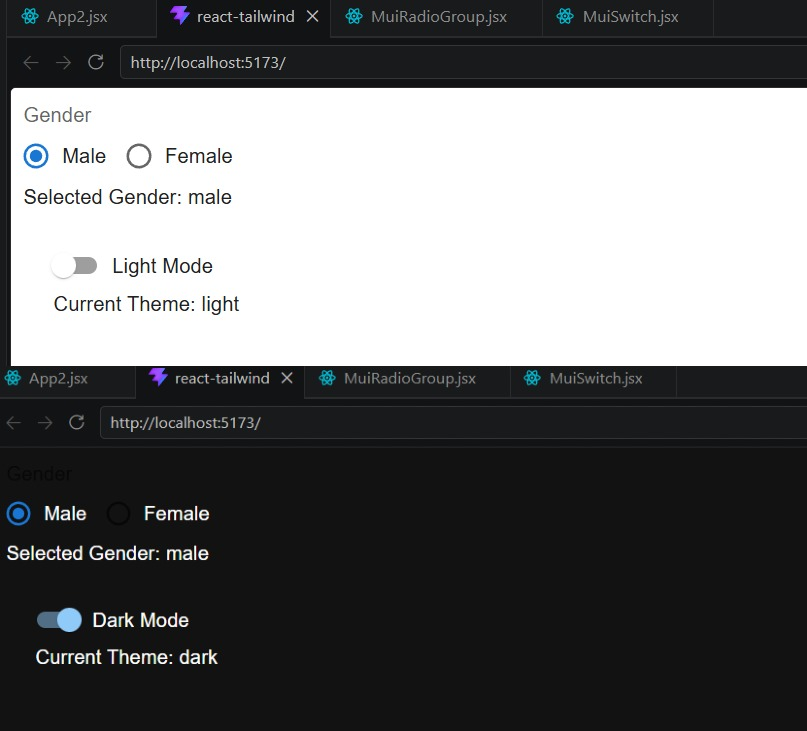 App2.jsx react-tailwind MuiRadioGroup.jsx MuiSwitch.jsx
http://localhost:5173/
Gender
Male Female
Selected Gender: male
Light Mode
Current Theme: light
App2.jsx react-tailwind MuiRadioGroup.jsx MuiSwitch.jsx
http://localhost:5173/
Gender
Male Female
Selected Gender: male
Dark Mode
Current Theme: dark